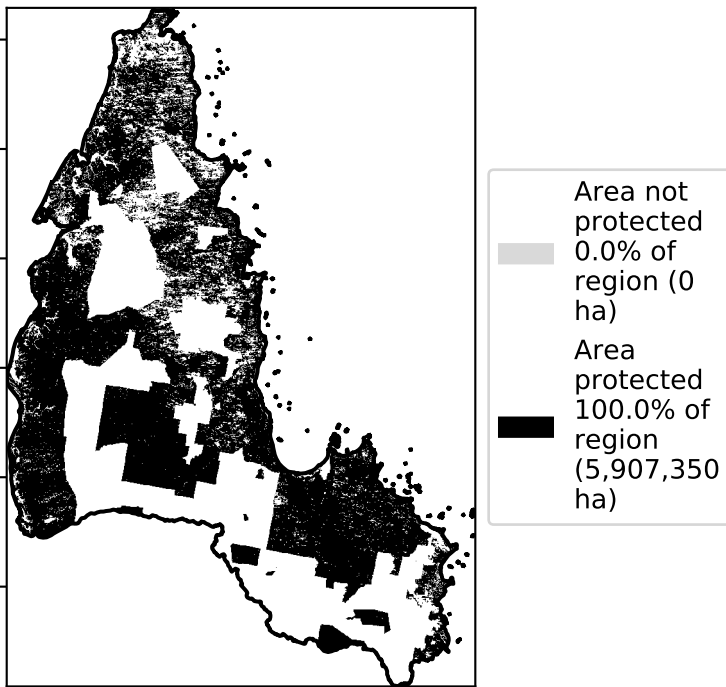 Area not
protected
0.0% of
region (0
ha)
Area
protected
100.0% of
region
(5,907,350
ha)